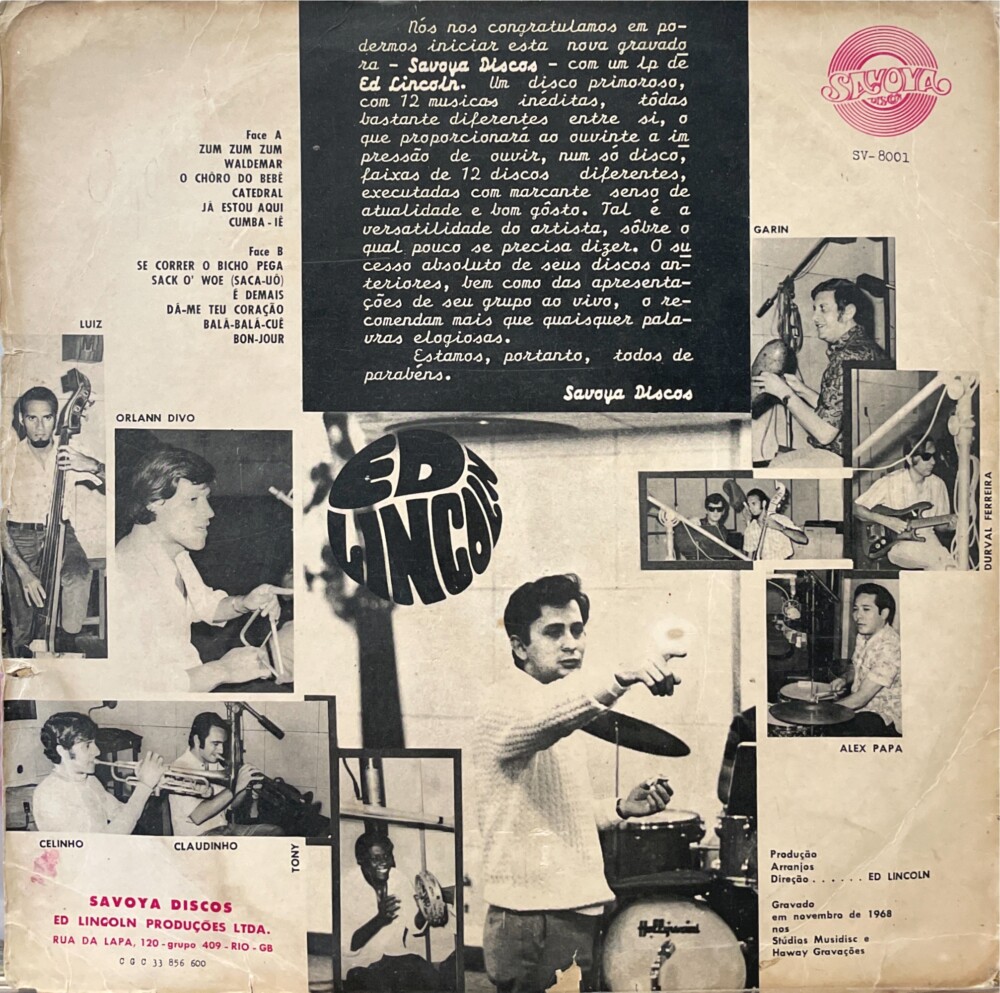 Nós nos congratulamos em po-
dermos iniciar esta nova gravado
ra - Savoya Discos - com um lp de
Ed Lincoln. Um disco primoroso,
com 12 musicas inéditas, tôdas
bastante diferentes entre si, o
que proporcionará ao ouvinte a im
pressão de ouvir, num só disco,
faixas de 12 discos diferentes,
executadas com marcante senso de
atualidade e bom gôsto. Tal é a
versatilidade do artista, sôbre o
qual pouco se precisa dizer. O su
cesso absoluto de seus discos an-
teriores, bem como das apresenta-
ções de seu grupo ao vivo, o re-
comendam mais que quaisquer pala-
vras elogiosas.
Estamos, portanto, todos de
parabéns.
Savoya Discos
SAVOYA
DISCOS
SV-8001
Face A
ZUM ZUM ZUM
WALDEMAR
O CHÔRO DO BEBÊ
CATEDRAL
JÁ ESTOU AQUI
CUMBA-IÊ
Face B
SE CORRER O BICHO PEGA
SACK O' WOE (SACA-UÔ)
É DEMAIS
DÁ-ME TEU CORAÇÃO
BALÁ-BALÁ-CUÊ
BON-JOUR
GARIN
LUIZ
ORLANN DIVO
ED
LINCOLN
DURVAL FERREIRA
ALEX PAPA
CELINHO
CLAUDINHO
TONY
Hollywood
SAVOYA DISCOS
ED LINCOLN PRODUÇÕES LTDA.
RUA DA LAPA, 120 - grupo 409 - RIO - GB
C G C 33 856 600
Produção
Arranjos
Direção . . . . . . ED LINCOLN
Gravado
em novembro de 1968
nos
Stúdios Musidisc e
Haway Gravações